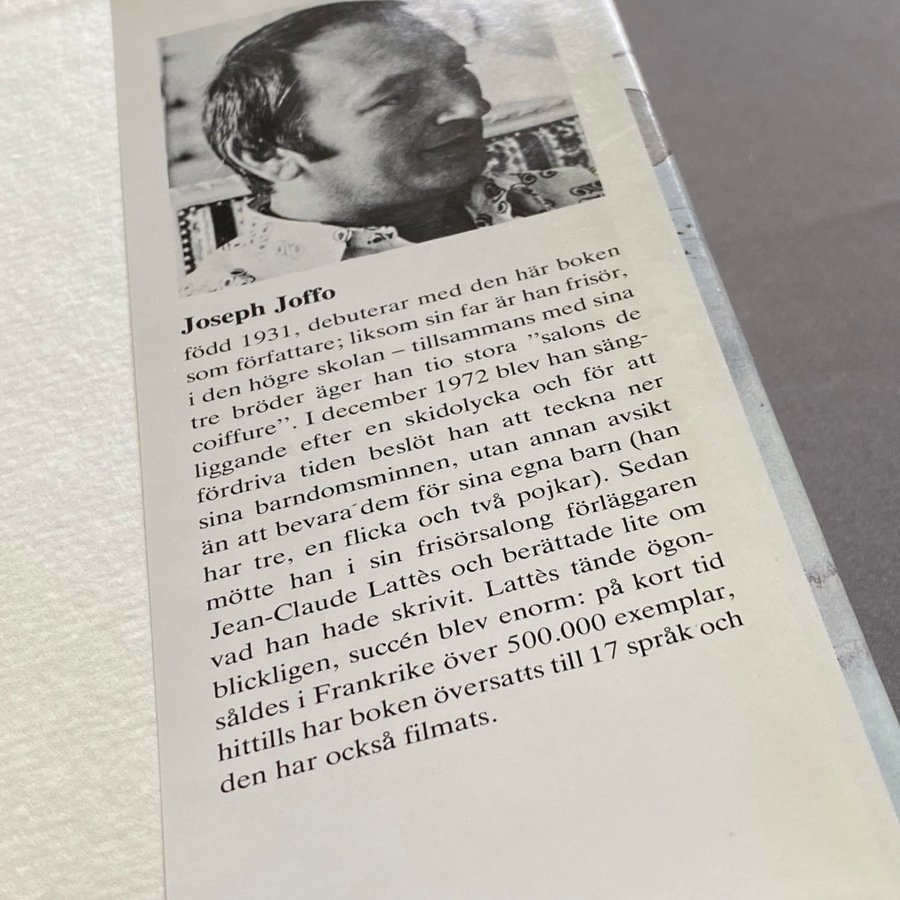 Joseph Joffo
född 1931, debuterar med den här boken
som författare; liksom sin far är han frisör,
i den högre skolan – tillsammans med sina
tre bröder äger han tio stora ”salons de
coiffure”. I december 1972 blev han säng-
liggande efter en skidolycka och för att
fördriva tiden beslöt han att teckna ner
sina barndomsminnen, utan annan avsikt
än att bevara dem för sina egna barn (han
har tre, en flicka och två pojkar). Sedan
mötte han i sin frisörsalong förläggaren
Jean-Claude Lattès och berättade lite om
vad han hade skrivit. Lattès tände ögon-
blickligen, succén blev enorm: på kort tid
såldes i Frankrike över 500.000 exemplar,
hittills har boken översatts till 17 språk och
den har också filmats.